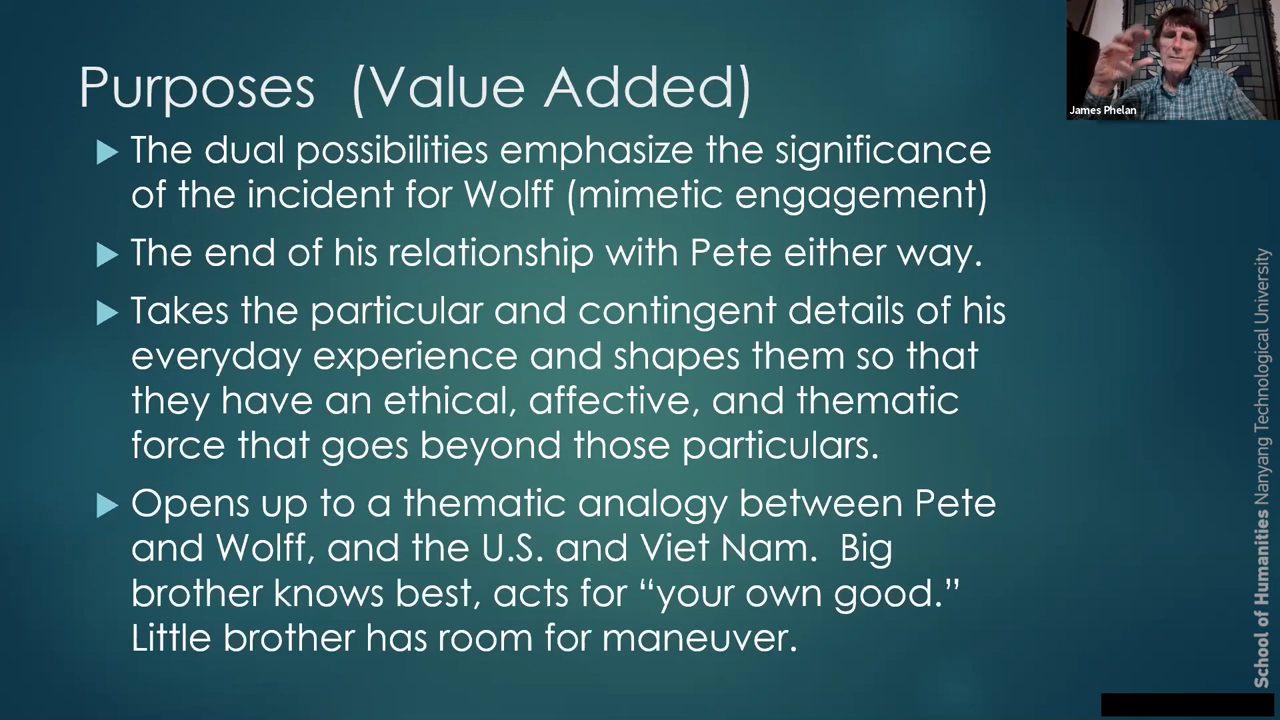 Purposes (Value Added)
The dual possibilities emphasize the significance
of the incident for Wolff (mimetic engagement)
The end of his relationship with Pete either way.
Takes the particular and contingent details of his
everyday experience and shapes them so that
they have an ethical, affective, and thematic
force that goes beyond those particulars.
Opens up to a thematic analogy between Pete
and Wolff, and the U.S. and Viet Nam.  Big
brother knows best, acts for “your own good.”
Little brother has room for maneuver.
James Phelan
School of Humanities Nanyang Technological University